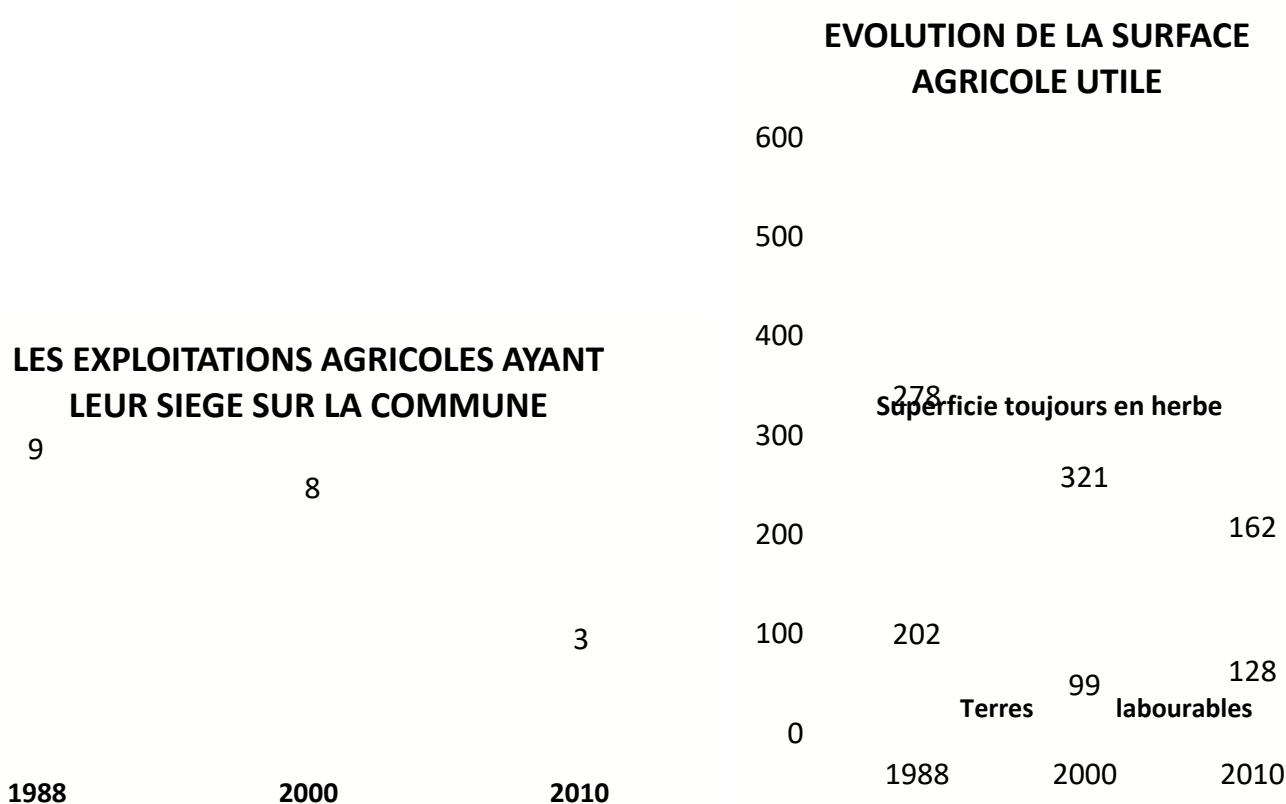 LES EXPLOITATIONS AGRICOLES AYANT
LEUR SIEGE SUR LA COMMUNE
9
8
3
1988 2000 2010
EVOLUTION DE LA SURFACE
AGRICOLE UTILE
600
500
400
278
Superficie toujours en herbe
300
321
200 162
100 202
99 128
Terres labourables
0
1988 2000 2010